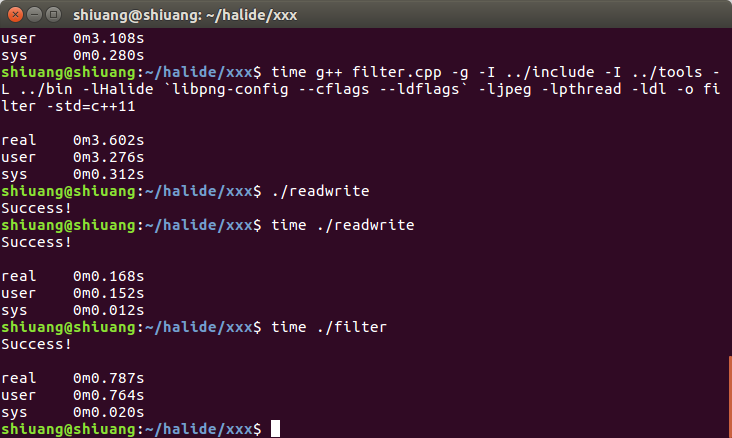 shiuang@shiuang: ~/halide/xxx
user    0m3.108s
sys     0m0.280s
shiuang@shiuang:~/halide/xxx$ time g++ filter.cpp -g -I ../include -I ../tools -
L ../bin -lHalide `libpng-config --cflags --ldflags` -ljpeg -lpthread -ldl -o fi
lter -std=c++11
real    0m3.602s
user    0m3.276s
sys     0m0.312s
shiuang@shiuang:~/halide/xxx$ ./readwrite
Success!
shiuang@shiuang:~/halide/xxx$ time ./readwrite
Success!
real    0m0.168s
user    0m0.152s
sys     0m0.012s
shiuang@shiuang:~/halide/xxx$ time ./filter
Success!
real    0m0.787s
user    0m0.764s
sys     0m0.020s
shiuang@shiuang:~/halide/xxx$